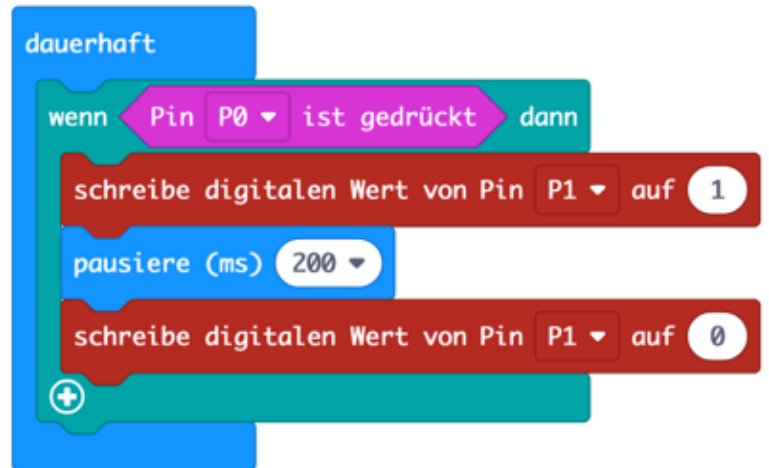 dauerhaft
wenn Pin P0 ist gedrückt dann
schreibe digitalen Wert von Pin P1 auf 1
pausiere (ms) 200
schreibe digitalen Wert von Pin P1 auf 0